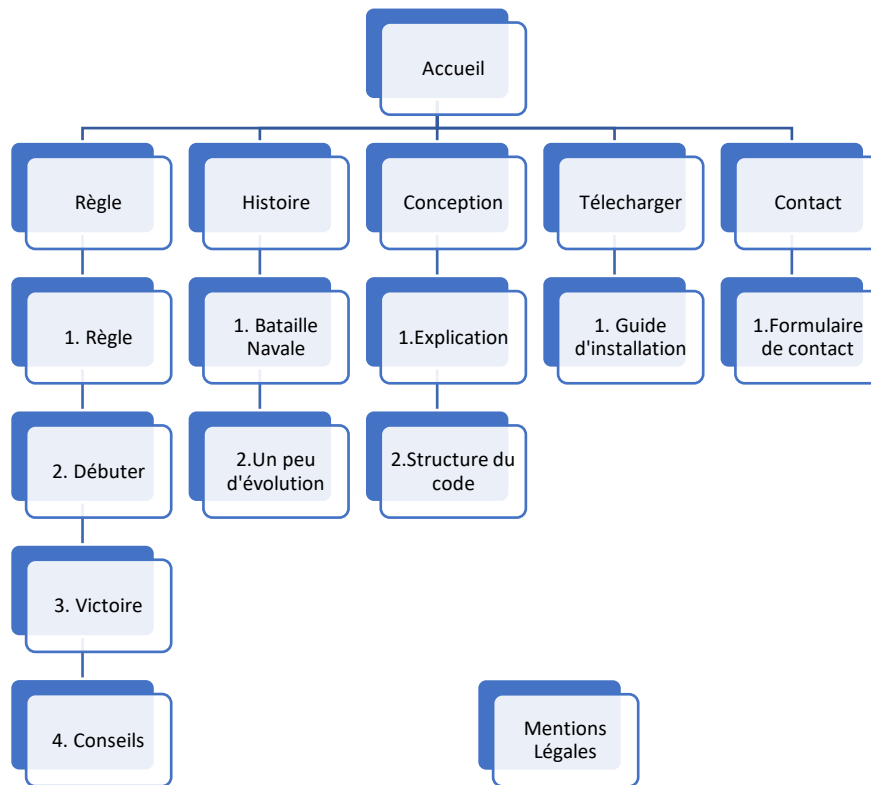 Accueil
Règle
Histoire
Conception
Télecharger
Contact
1. Règle
1. Bataille
Navale
1.Explication
1. Guide
d'installation
1.Formulaire
de contact
2. Débuter
2.Un peu
d'évolution
2.Structure du
code
3. Victoire
4. Conseils
Mentions
Légales